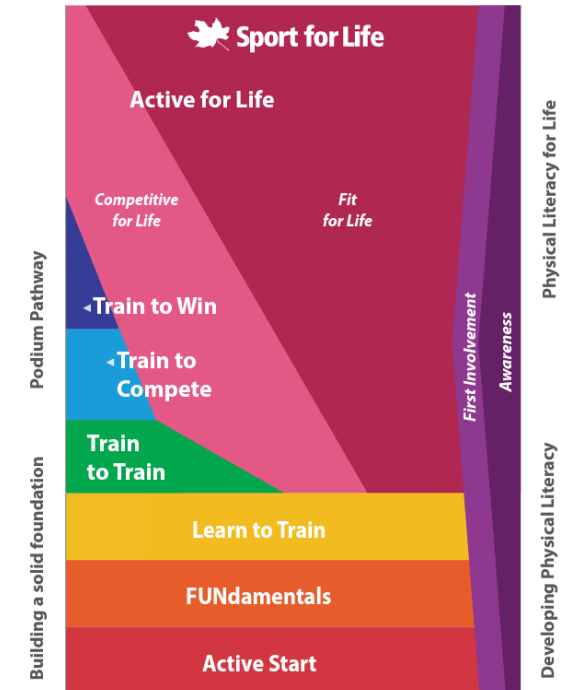 Sport for Life
Active for Life
Competitive
for Life
Fit
for Life
Train to Win
Train to
Compete
Train
to Train
Learn to Train
FUNdamentals
Active Start
Podium Pathway
Building a solid foundation
First Involvement
Awareness
Physical Literacy for Life
Developing Physical Literacy